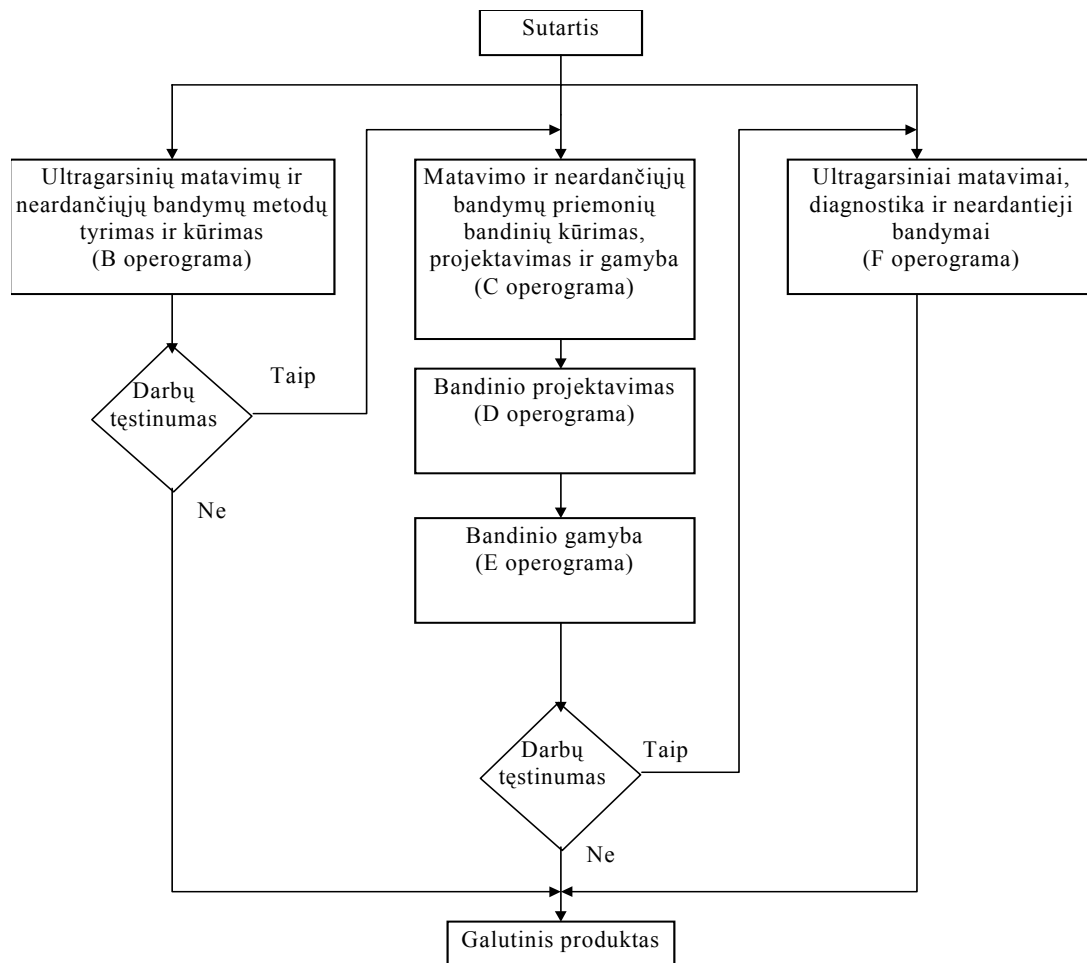 Sutartis
Ultragarsinių matavimų ir
neardančiųjų bandymų metodų
tyrimas ir kūrimas
(B operograma)
Matavimo ir neardančiųjų
bandymų priemonių
bandinių kūrimas,
projektavimas ir gamyba
(C operograma)
Ultragarsiniai matavimai,
diagnostika ir neardantieji
bandymai
(F operograma)
Darbų
tęstinumas
Taip
Ne
Bandinio projektavimas
(D operograma)
Bandinio gamyba
(E operograma)
Darbų
tęstinumas
Taip
Ne
Galutinis produktas